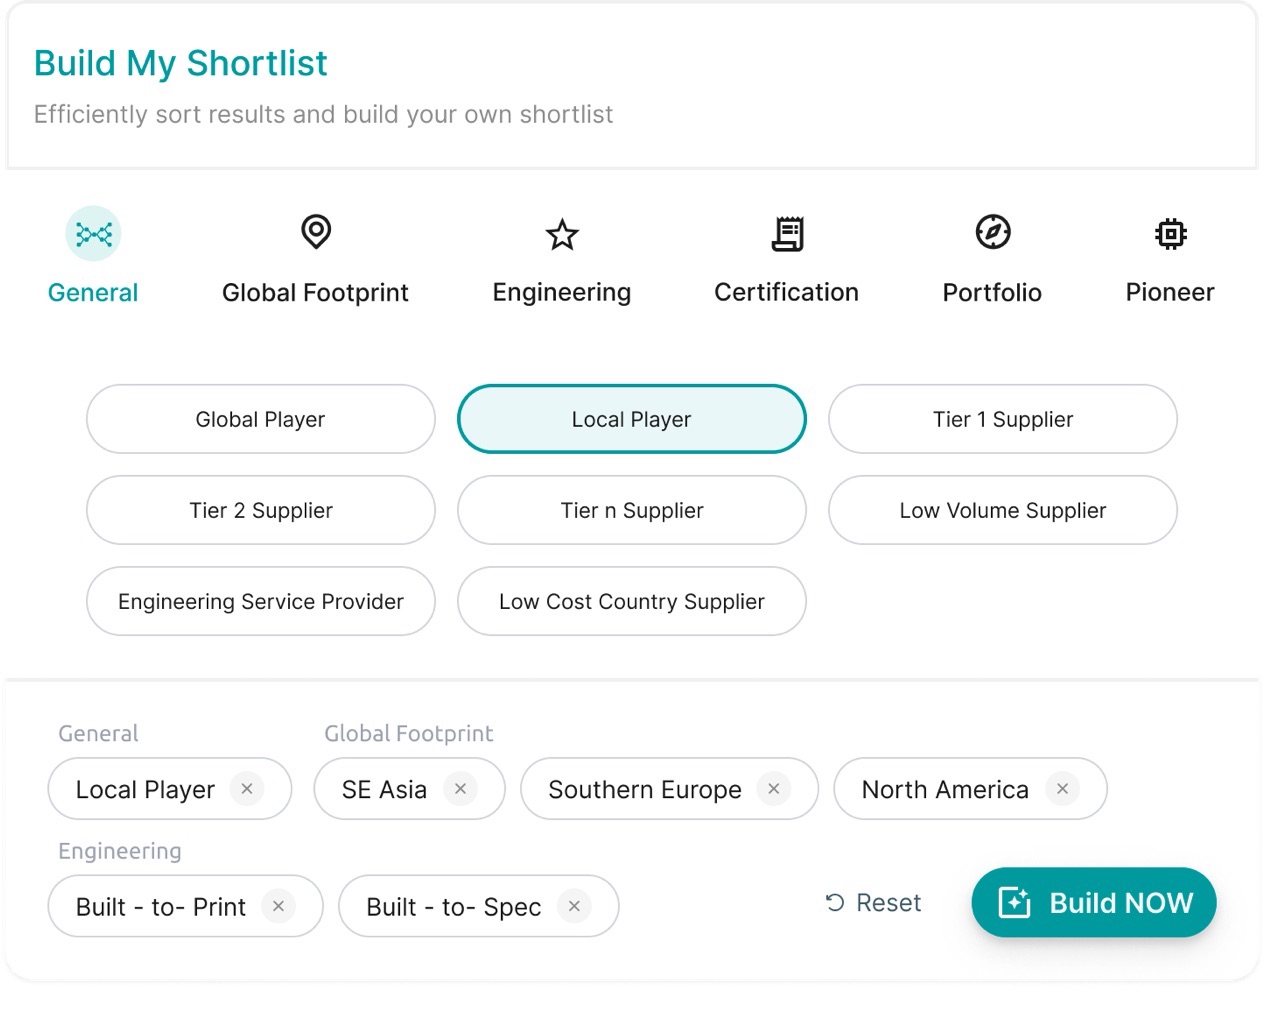 Build My Shortlist
Efficiently sort results and build your own shortlist
General
Global Footprint
Engineering
Certification
Portfolio
Pioneer
Global Player
Local Player
Tier 1 Supplier
Tier 2 Supplier
Tier n Supplier
Low Volume Supplier
Engineering Service Provider
Low Cost Country Supplier
General
Global Footprint
Local Player ×
SE Asia ×
Southern Europe ×
North America ×
Engineering
Built - to- Print ×
Built - to- Spec ×
Reset
Build NOW